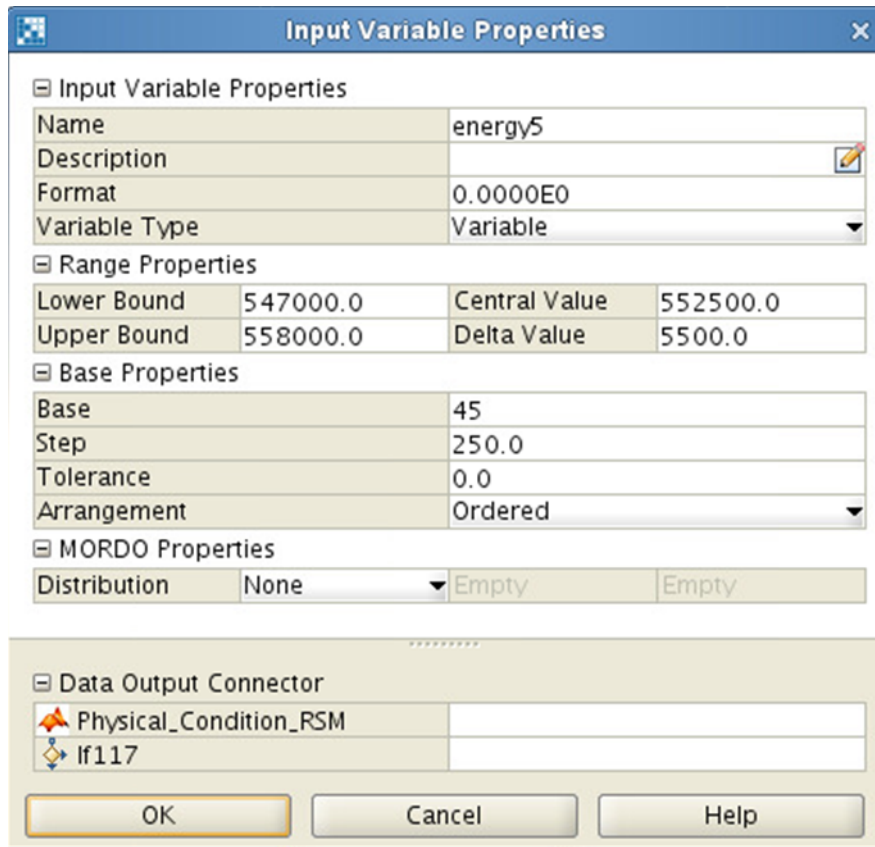 Input Variable Properties
Input Variable Properties
Name energy5
Description
Format 0.0000E0
Variable Type Variable
Range Properties
Lower Bound 547000.0 Central Value 552500.0
Upper Bound 558000.0 Delta Value 5500.0
Base Properties
Base 45
Step 250.0
Tolerance 0.0
Arrangement Ordered
MORDO Properties
Distribution None Empty Empty
Data Output Connector
Physical_Condition_RSM
If117
OK Cancel Help